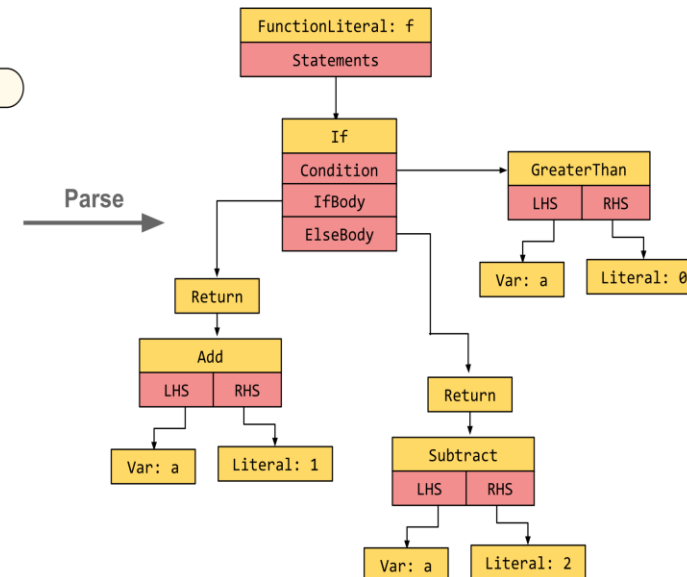 FunctionLiteral: f
Statements
Parse
If
Condition
IfBody
ElseBody
GreaterThan
LHS RHS
Var: a Literal: 0
Return
Add
LHS RHS
Var: a Literal: 1
Return
Subtract
LHS RHS
Var: a Literal: 2